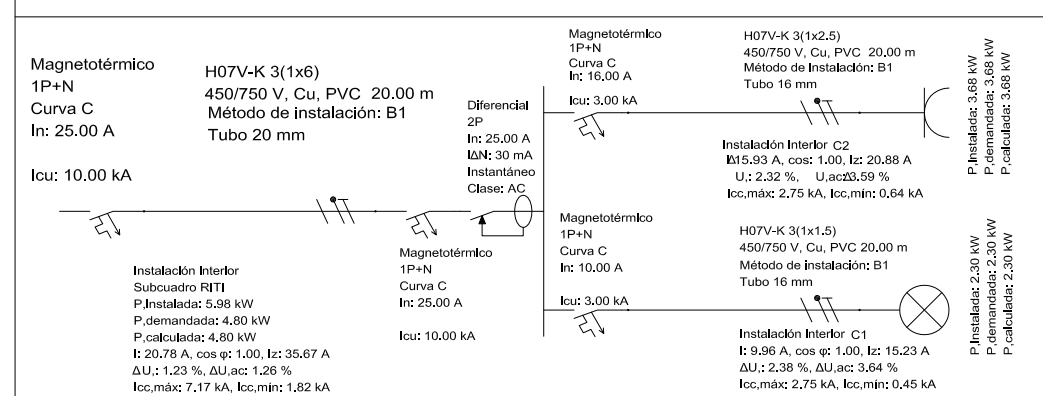 Magnetotérmico
1P+N
Curva C
In: 25.00 A
Icu: 10.00 kA
H07V-K 3(1x6)
450/750 V, Cu, PVC 20.00 m
Método de instalación: B1
Tubo 20 mm
Instalación Interior
Subcuadro RITI
P,Instalada: 5.98 kW
P,demandada: 4.80 kW
P,calculada: 4.80 kW
I: 20.78 A, cos φ: 1.00, Iz: 35.67 A
ΔU,: 1.23 %, ΔU,ac: 1.26 %
Icc,máx: 7.17 kA, Icc,mín: 1.82 kA
Magnetotérmico
1P+N
Curva C
In: 25.00 A
Icu: 10.00 kA
Diferencial
2P
In: 25.00 A
IΔN: 30 mA
Instantáneo
Clase: AC
Magnetotérmico
1P+N
Curva C
In: 16.00 A
Icu: 3.00 kA
H07V-K 3(1x2.5)
450/750 V, Cu, PVC 20.00 m
Método de Instalación: B1
Tubo 16 mm
Instalación Interior C2
IΔ15.93 A, cos: 1.00, Iz: 20.88 A
U,: 2.32 %, U,acΔ3.59 %
Icc,máx: 2.75 kA, Icc,mín: 0.64 kA
P,Instalada: 3.68 kW
P,demandada: 3.68 kW
P,calculada: 3.68 kW
Magnetotérmico
1P+N
Curva C
In: 10.00 A
Icu: 3.00 kA
H07V-K 3(1x1.5)
450/750 V, Cu, PVC 20.00 m
Método de instalación: B1
Tubo 16 mm
Instalación Interior C1
I: 9.96 A, cos φ: 1.00, Iz: 15.23 A
ΔU,: 2.38 %, ΔU,ac: 3.64 %
Icc,máx: 2.75 kA, Icc,mín: 0.45 kA
P,Instalada: 2.30 kW
P,demandada: 2.30 kW
P,calculada: 2.30 kW